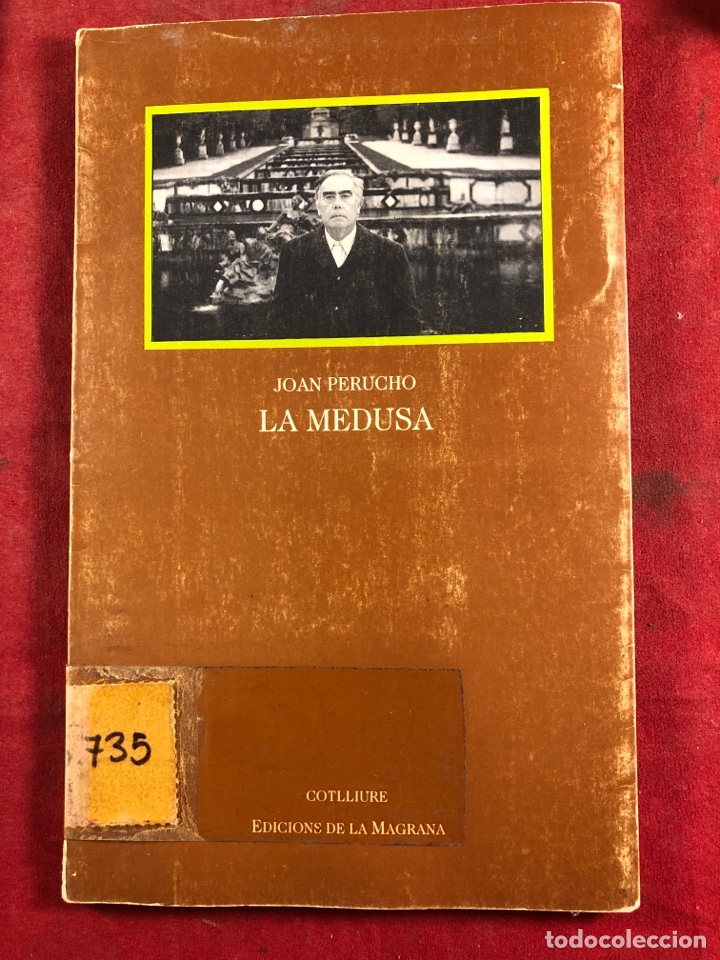 JOAN PERUCHO
LA MEDUSA
735
COTLLIURE
EDICIONS DE LA MAGRANA
todocoleccion